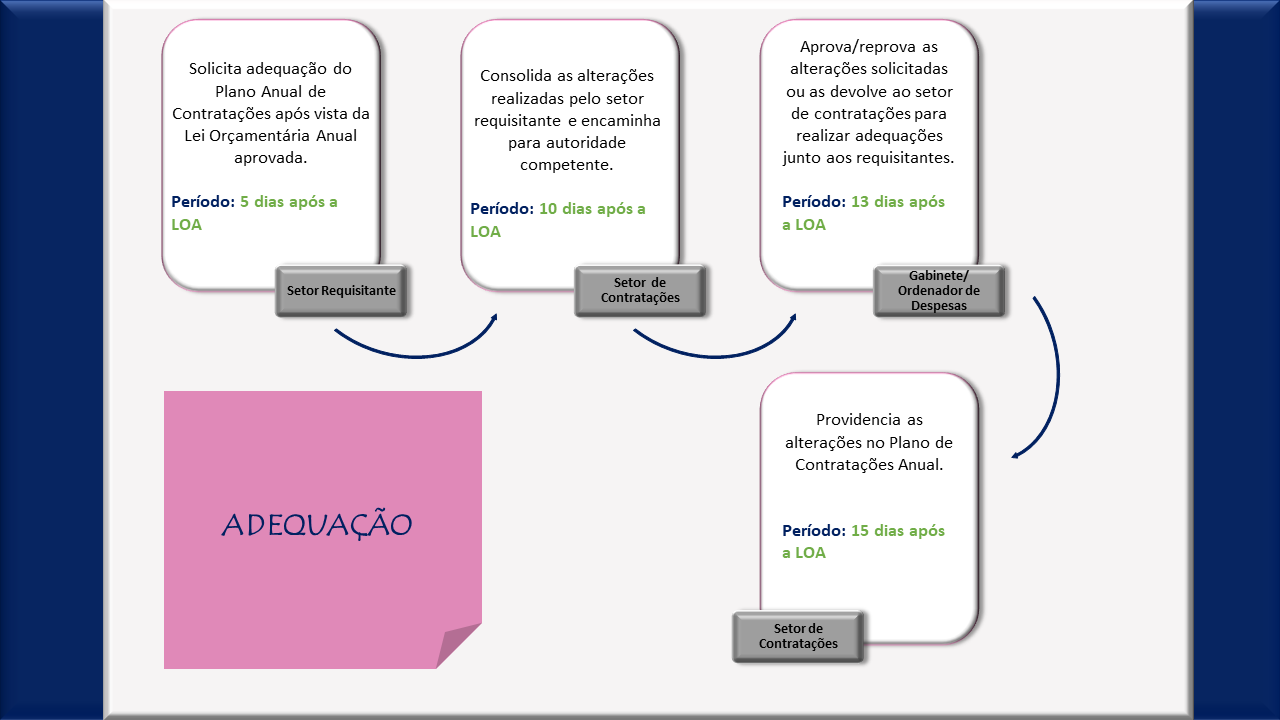 Solicita adequação do
Plano Anual de
Contratações após vista da
Lei Orçamentária Anual
aprovada.
Período: 5 dias após a
LOA
Setor Requisitante
Consolida as alterações
realizadas pelo setor
requisitante e encaminha
para autoridade
competente.
Período: 10 dias após a
LOA
Setor de
Contratações
Aprova/reprova as
alterações solicitadas
ou as devolve ao setor
de contratações para
realizar adequações
junto aos requisitantes.
Período: 13 dias após
a LOA
Gabinete/
Ordenador de
Despesas
Providencia as
alterações no Plano de
Contratações Anual.
Período: 15 dias após
a LOA
Setor de
Contratações
ADEQUAÇÃO